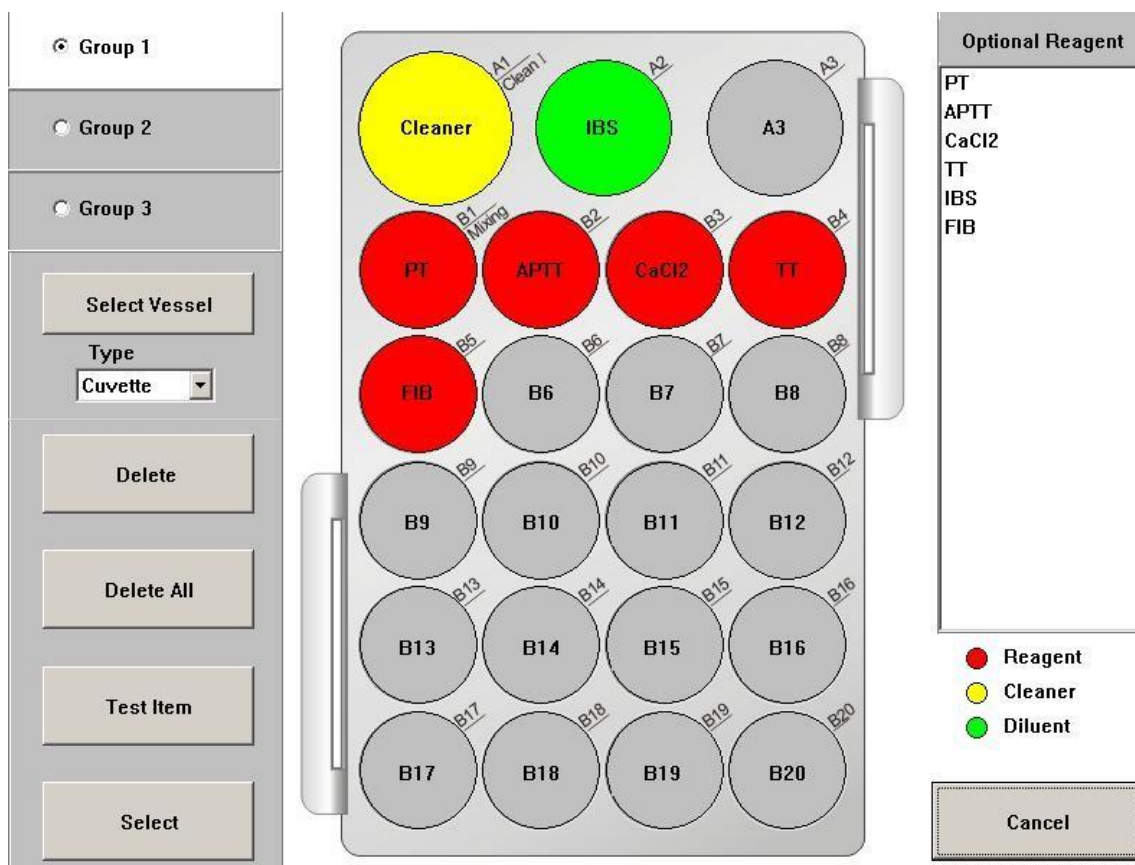 Group 1
Group 2
Group 3
Select Vessel
Type
Cuvette
Delete
Delete All
Test Item
Select
A1
Clean I
A2
A3
Cleaner
IBS
A3
B1
Mixing
B2
B3
B4
PT
APTT
CaCl2
TT
B5
B6
B7
B8
FIB
B6
B7
B8
B9
B10
B11
B12
B9
B10
B11
B12
B13
B14
B15
B16
B13
B14
B15
B16
B17
B18
B19
B20
B17
B18
B19
B20
Optional Reagent
PT
APTT
CaCl2
TT
IBS
FIB
Reagent
Cleaner
Diluent
Cancel